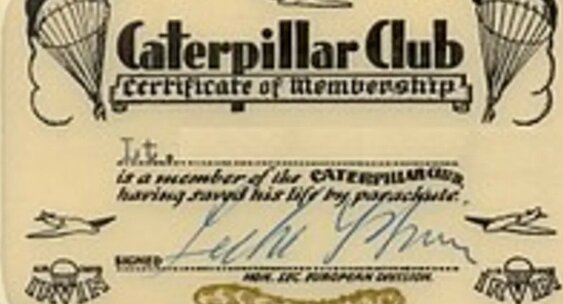 Caterpillar Club
Certificate of Membership
is a member of the CATERPILLAR CLUB,
having saved his life by parachute.
SIGNED
HON. SEC. EUROPEAN DIVISION.
IRVIN IRVIN